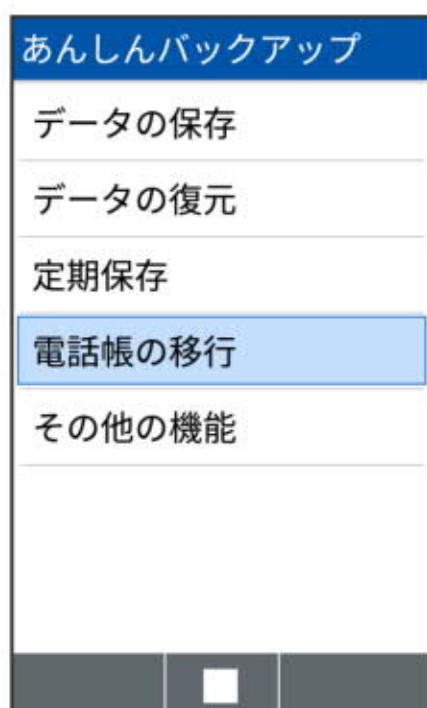 あんしんバックアップ
データの保存
データの復元
定期保存
電話帳の移行
その他の機能